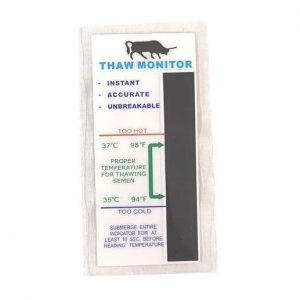 THAW MONITOR
- INSTANT
- ACCURATE
- UNBREAKABLE
TOO HOT
37°C 98°F
PROPER
TEMPERATURE
FOR THAWING
SEMEN
35°C 94°F
TOO COLD
SUBMERGE ENTIRE
INDICATOR FOR AT
LEAST 10 SEC. BEFORE
READING TEMPERATURE